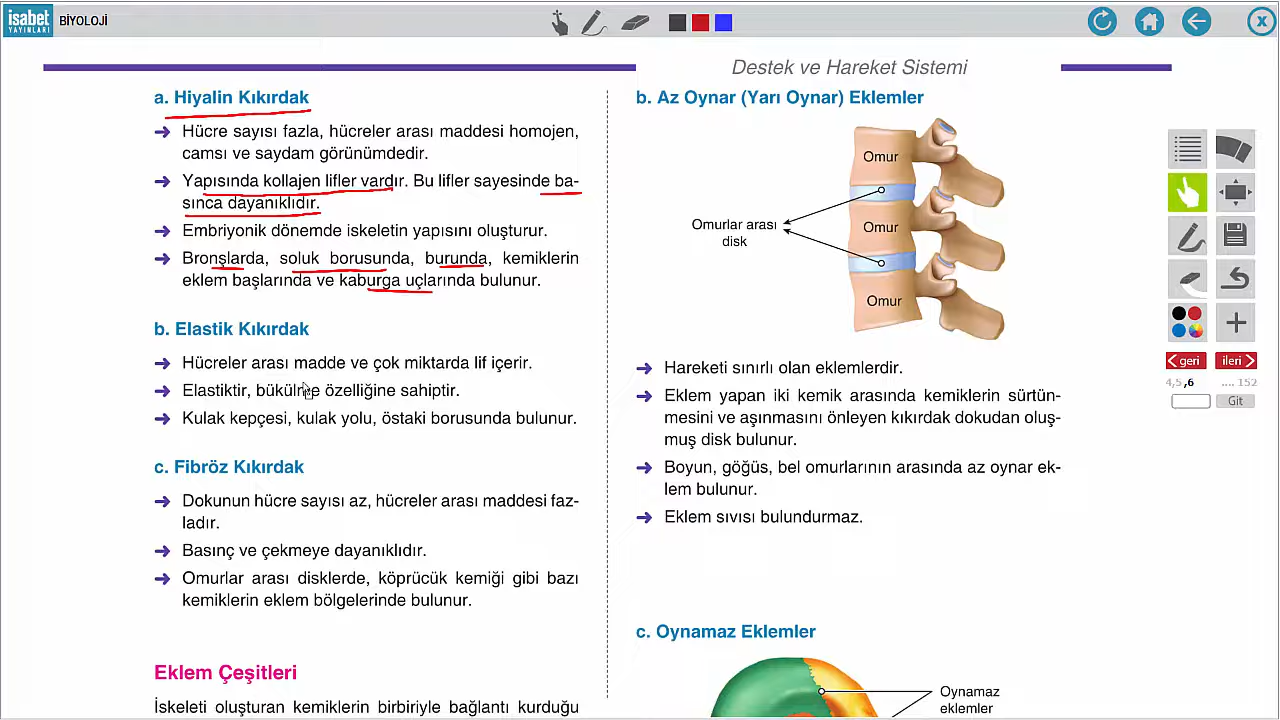 isabet
YAYINLARI
BİYOLOJİ
Destek ve Hareket Sistemi
a. Hiyalin Kıkırdak
Hücre sayısı fazla, hücreler arası maddesi homojen,
camsı ve saydam görünümdedir.
Yapısında kollajen lifler vardır. Bu lifler sayesinde ba-
sınca dayanıklıdır.
Embriyonik dönemde iskeletin yapısını oluşturur.
Bronşlarda, soluk borusunda, burunda, kemiklerin
eklem başlarında ve kaburga uçlarında bulunur.
b. Elastik Kıkırdak
Hücreler arası madde ve çok miktarda lif içerir.
Elastiktir, bükülme özelliğine sahiptir.
Kulak kepçesi, kulak yolu, östaki borusunda bulunur.
c. Fibröz Kıkırdak
Dokunun hücre sayısı az, hücreler arası maddesi faz-
ladır.
Basınç ve çekmeye dayanıklıdır.
Omurlar arası disklerde, köprücük kemiği gibi bazı
kemiklerin eklem bölgelerinde bulunur.
Eklem Çeşitleri
İskeleti oluşturan kemiklerin birbiriyle bağlantı kurduğu
b. Az Oynar (Yarı Oynar) Eklemler
Omur
Omurlar arası
disk
Omur
Omur
Hareketi sınırlı olan eklemlerdir.
Eklem yapan iki kemik arasında kemiklerin sürtün-
mesini ve aşınmasını önleyen kıkırdak dokudan oluş-
muş disk bulunur.
Boyun, göğüs, bel omurlarının arasında az oynar ek-
lem bulunur.
Eklem sıvısı bulundurmaz.
c. Oynamaz Eklemler
Oynamaz
eklemler
geri
ileri
4,5,6 .... 152
Git